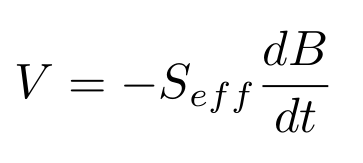 V = −S_{eff} \frac{dB}{dt}